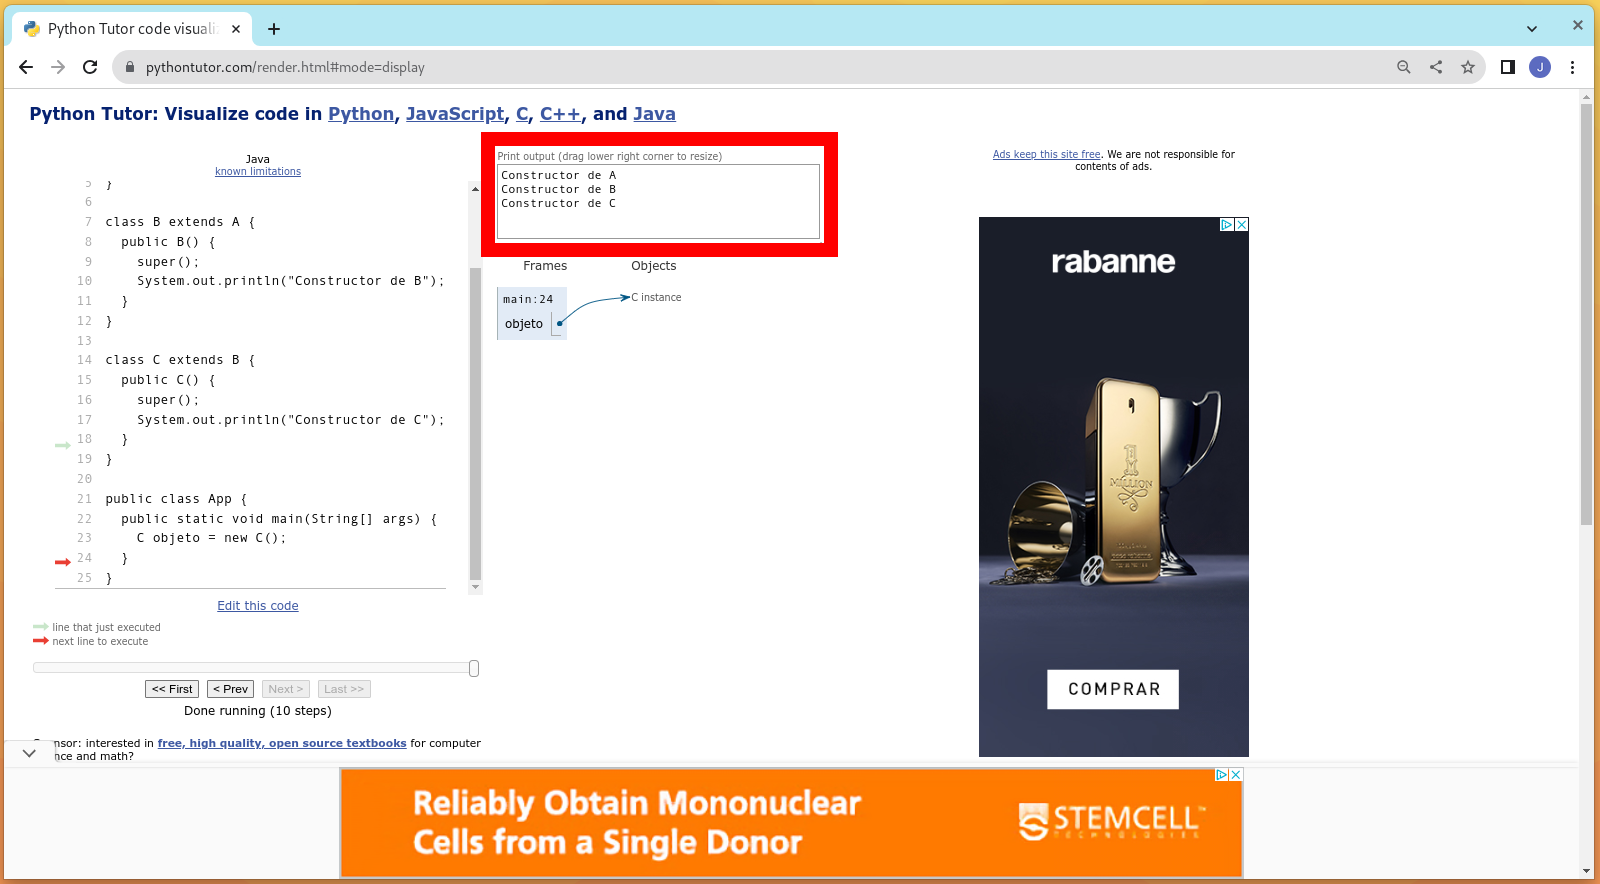 Python Tutor code visuali
pythontutor.com/render.html#mode=display
J
Python Tutor: Visualize code in Python, JavaScript, C, C++, and Java
Java
known limitations
5 }
6
7 class B extends A {
8 public B() {
9 super();
10 System.out.println("Constructor de B");
11 }
12 }
13
14 class C extends B {
15 public C() {
16 super();
17 System.out.println("Constructor de C");
18 }
19 }
20
21 public class App {
22 public static void main(String[] args) {
23 C objeto = new C();
24 }
25 }
Edit this code
line that just executed
next line to execute
<< First < Prev Next > Last >>
Done running (10 steps)
nsor: interested in free, high quality, open source textbooks for computer
nce and math?
Print output (drag lower right corner to resize)
Constructor de A
Constructor de B
Constructor de C
Frames Objects
main:24
objeto
C instance
Ads keep this site free. We are not responsible for
contents of ads.
rabanne
1
MILLION
COMPRAR
Reliably Obtain Mononuclear
Cells from a Single Donor
STEMCELL™
TECHNOLOGIES